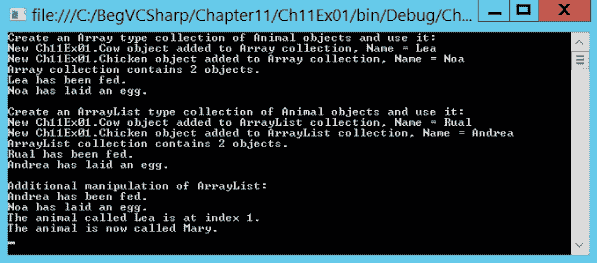 file:///C:/BegVCSharp/Chapter11/Ch11Ex01/bin/Debug/Ch...
Create an Array type collection of Animal objects and use it:
New Ch11Ex01.Cow object added to Array collection, Name = Lea
New Ch11Ex01.Chicken object added to Array collection, Name = Noa
Array collection contains 2 objects.
Lea has been fed.
Noa has laid an egg.
Create an ArrayList type collection of Animal objects and use it:
New Ch11Ex01.Cow object added to ArrayList collection, Name = Rual
New Ch11Ex01.Chicken object added to ArrayList collection, Name = Andrea
ArrayList collection contains 2 objects.
Rual has been fed.
Andrea has laid an egg.
Additional manipulation of ArrayList:
Andrea has been fed.
Noa has laid an egg.
The animal called Lea is at index 1.
The animal is now called Mary.